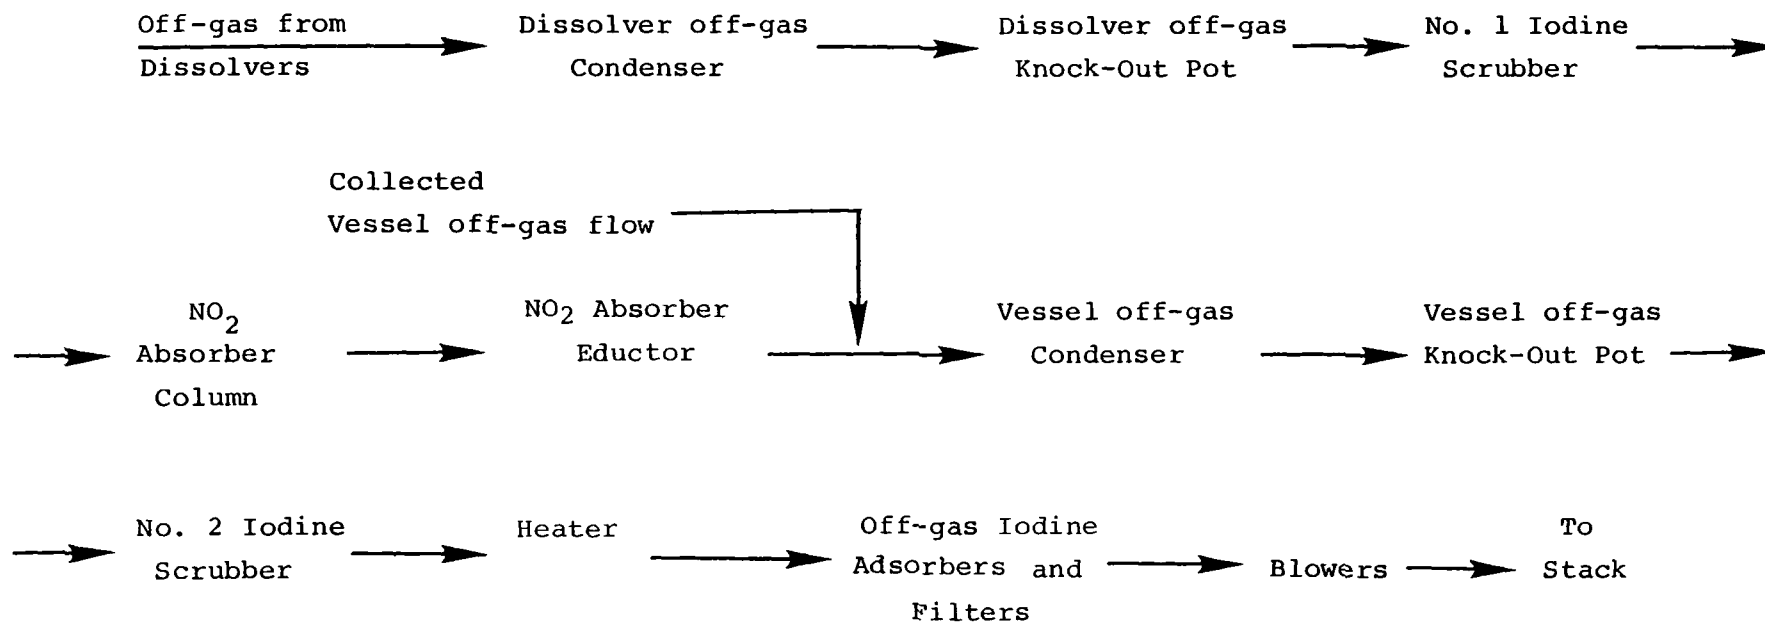 Off-gas from
Dissolvers
Dissolver off-gas
Condenser
Dissolver off-gas
Knock-Out Pot
No. 1 Iodine
Scrubber
Collected
Vessel off-gas flow
NO2
Absorber
Column
NO2 Absorber
Eductor
Vessel off-gas
Condenser
Vessel off-gas
Knock-Out Pot
No. 2 Iodine
Scrubber
Heater
Off-gas Iodine
Adsorbers and
Filters
Blowers
To
Stack